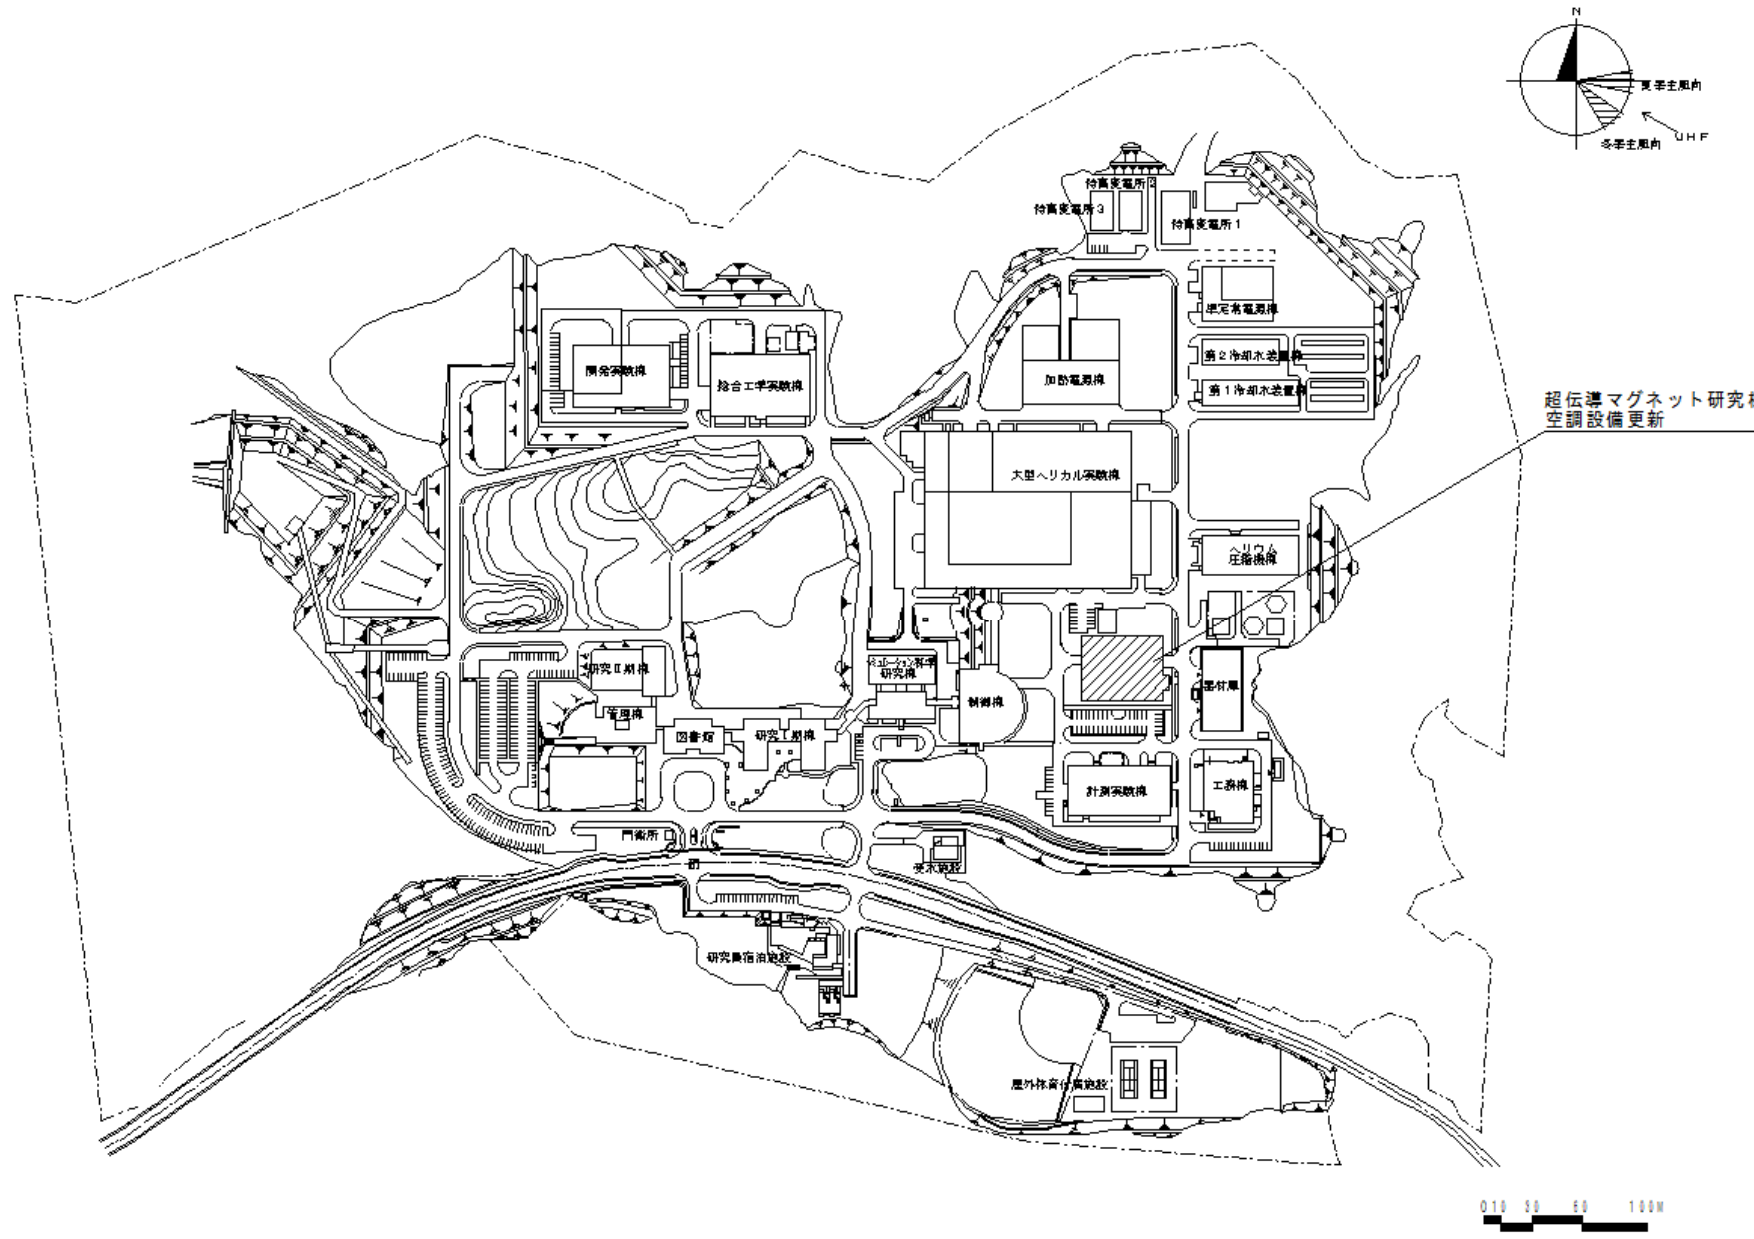 N
夏季主風向
UHF
冬季主風向
特高変電所2
特高変電所3
特高変電所1
準定常電源棟
第2冷却水装置棟
第1冷却水装置棟
開発実験棟
総合工学実験棟
加熱電源棟
超伝導マグネット研究棟
空調設備更新
大型ヘリカル実験棟
ヘリウム
圧縮機棟
シミュレーション科学
研究棟
研究Ⅱ期棟
制御棟
器材庫
管理棟
図書館
研究Ⅰ期棟
計測実験棟
工務棟
門衛所
受水施設
研究員宿泊施設
屋外体育付属施設
0 10 30 60 100M